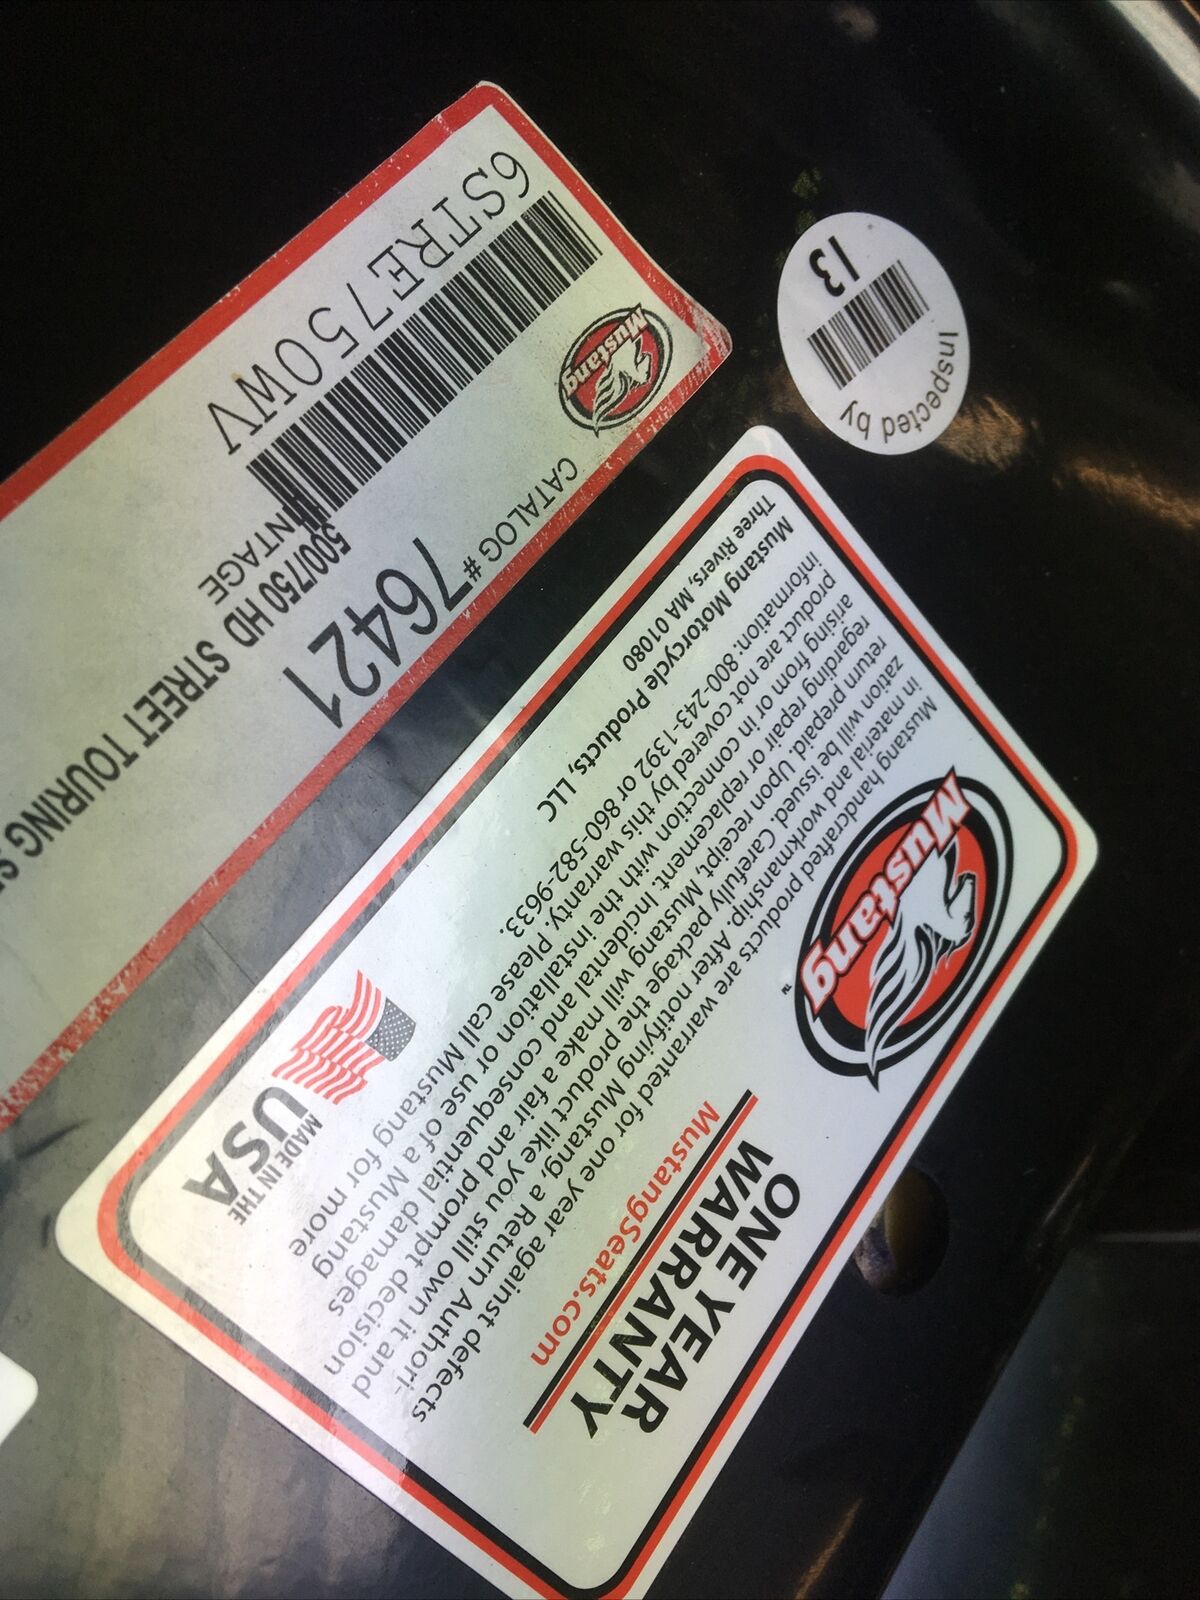 6STRE750WV
Mustang
CATALOG # 76421
500/750 HD STREET TOURING
Inspected by
13
Mustang
™
ONE YEAR
WARRANTY
MustangSeats.com
Mustang handcrafted products are warranted for one year against defects
in material and workmanship. After notifying Mustang, a Return Authori-
zation will be issued. Carefully package the product like you still own it and
return prepaid. Upon receipt, Mustang will make a fair and prompt decision
regarding repair or replacement. Incidental and consequential damages
arising from or in connection with the installation or use of a Mustang
product are not covered by this warranty. Please call Mustang for more
information: 800-243-1392 or 860-582-9633.
Mustang Motorcycle Products, LLC
Three Rivers, MA 01080
MADE IN THE
USA